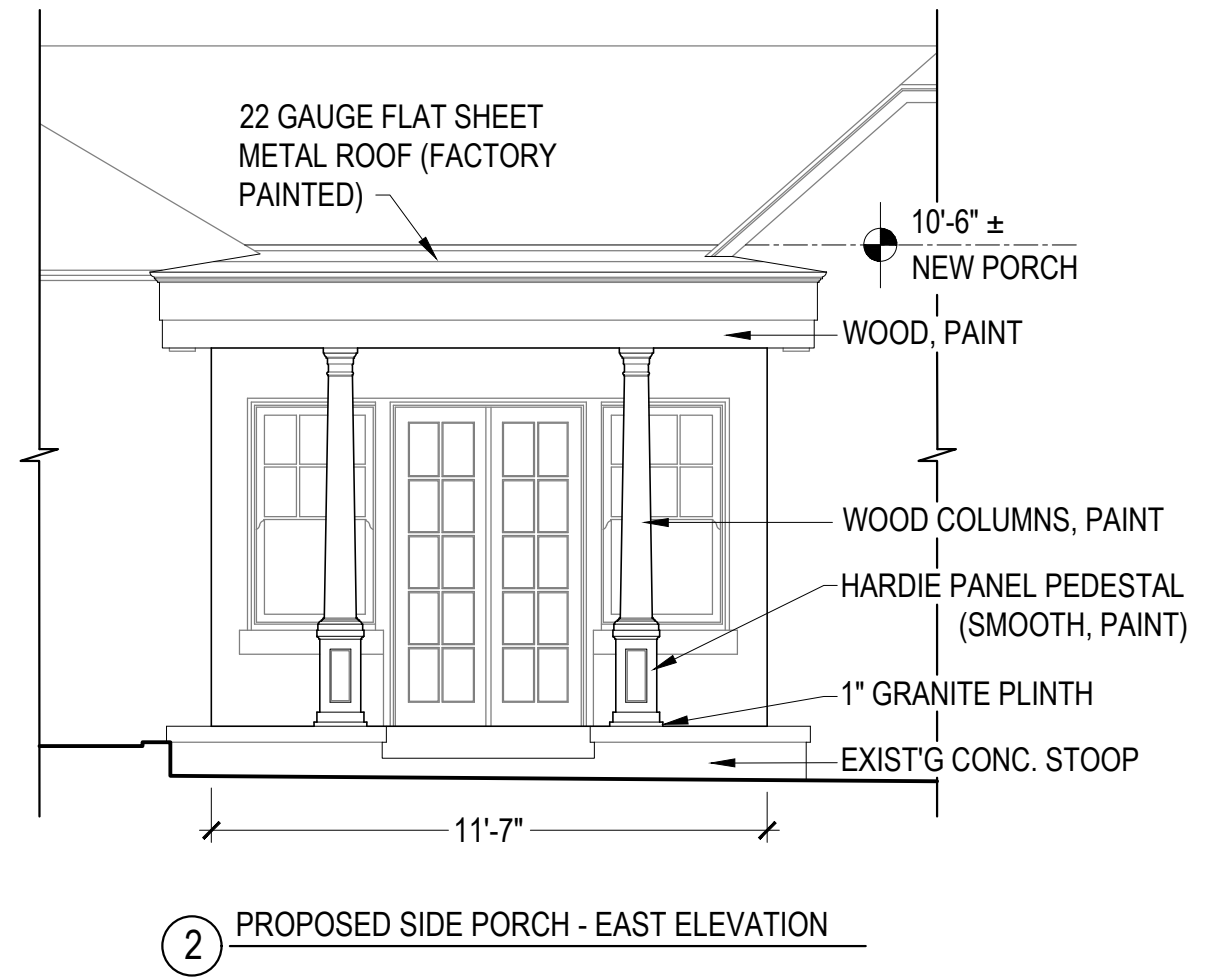 22 GAUGE FLAT SHEET
METAL ROOF (FACTORY
PAINTED)
10'-6" ±
NEW PORCH
WOOD, PAINT
WOOD COLUMNS, PAINT
HARDIE PANEL PEDESTAL
(SMOOTH, PAINT)
1" GRANITE PLINTH
EXIST'G CONC. STOOP
11'-7"
2 PROPOSED SIDE PORCH - EAST ELEVATION